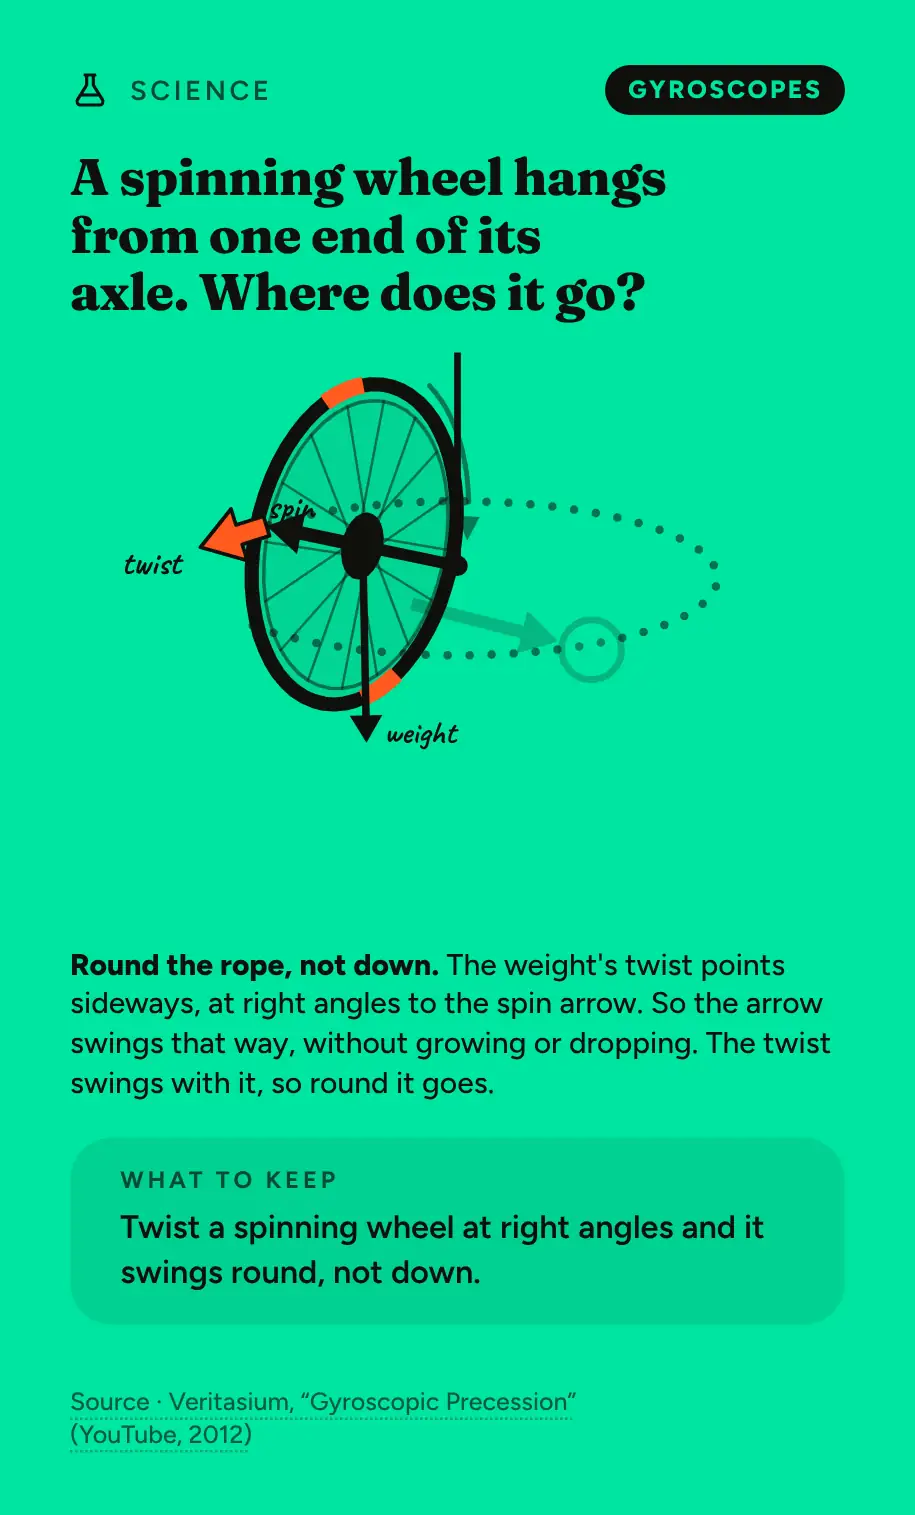 SCIENCE
GYROSCOPES
A spinning wheel hangs
from one end of its
axle. Where does it go?
spin
twist
weight
Round the rope, not down. The weight's twist points
sideways, at right angles to the spin arrow. So the arrow
swings that way, without growing or dropping. The twist
swings with it, so round it goes.
WHAT TO KEEP
Twist a spinning wheel at right angles and it
swings round, not down.
Source · Veritasium, “Gyroscopic Precession”
(YouTube, 2012)